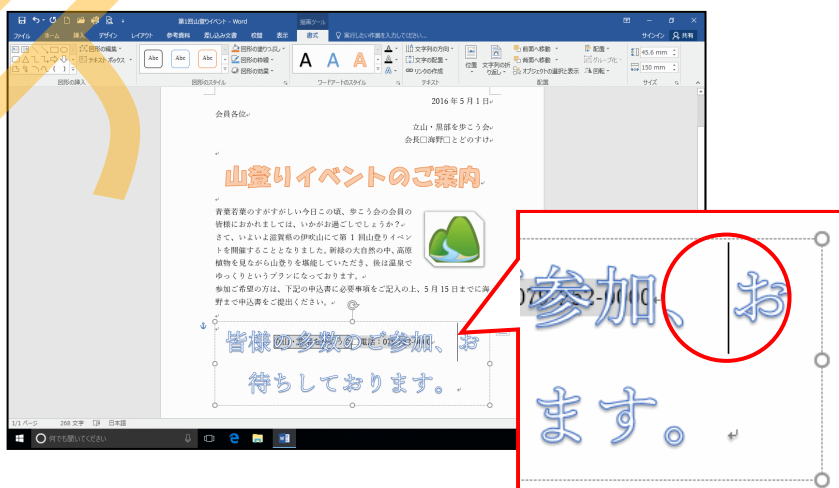 第1回山登りイベント - Word
描画ツール
ファイル ホーム 挿入 デザイン レイアウト 参考資料 差し込み文書 校閲 表示 書式 実行したい作業を入力してください... サインイン 共有
図形の編集
テキスト ボックス
Abc Abc Abc
図形の塗りつぶし
図形の枠線
図形の効果
A A A
文字列の方向
文字の配置
リンクの作成
位置
文字列の折り返し
前面へ移動
背面へ移動
オブジェクトの選択と表示
配置
グループ化
回転
45.6 mm
150 mm
図形の挿入 図形のスタイル ワードアートのスタイル テキスト 配置 サイズ
2016 年 5 月 1 日
会員各位
立山・黒部を歩こう会
会長□海野□とどのすけ
山登りイベントのご案内
青葉若葉のすがすがしい今日この頃、歩こう会の会員の
皆様におかれましては、いかがお過ごしでしょうか？
さて、いよいよ滋賀県の伊吹山にて第 1 回山登りイベン
トを開催することとなりました。新緑の大自然の中、高原
植物を見ながら山登りを堪能していただき、後は温泉で
ゆっくりというプランになっております。
参加ご希望の方は、下記の申込書に必要事項をご記入の上、5 月 15 日までに海
野まで申込書をご提出ください。
皆様の多数のご参加、お
待ちしております。
参加、お
ます。
1/1 ページ 268 文字 日本語
何でも聞いてください